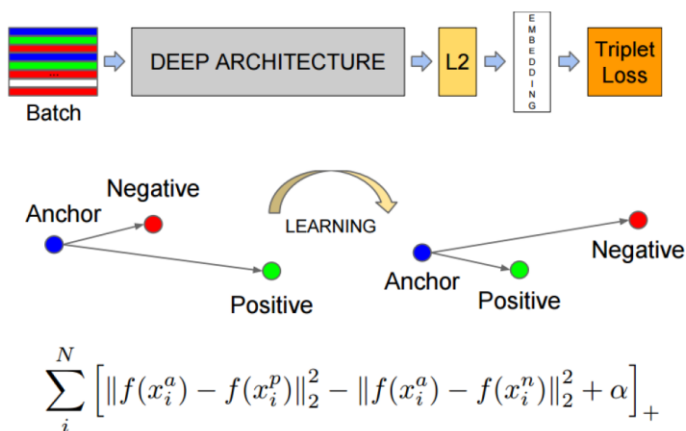 Batch
DEEP ARCHITECTURE
L2
EMBEDDING
Triplet
Loss
Negative
Anchor
Positive
LEARNING
Negative
Anchor
Positive
\sum_{i}^{N} \left[ \|f(x_i^a) - f(x_i^p)\|_2^2 - \|f(x_i^a) - f(x_i^n)\|_2^2 + \alpha \right]_+